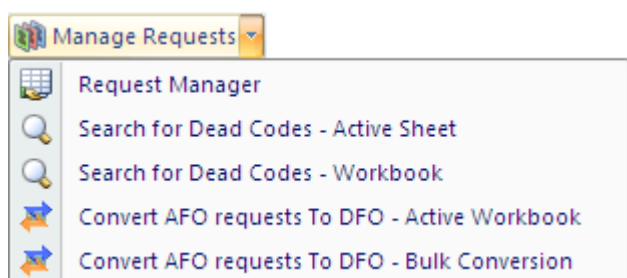 Manage Requests
Request Manager
Search for Dead Codes - Active Sheet
Search for Dead Codes - Workbook
Convert AFO requests To DFO - Active Workbook
Convert AFO requests To DFO - Bulk Conversion